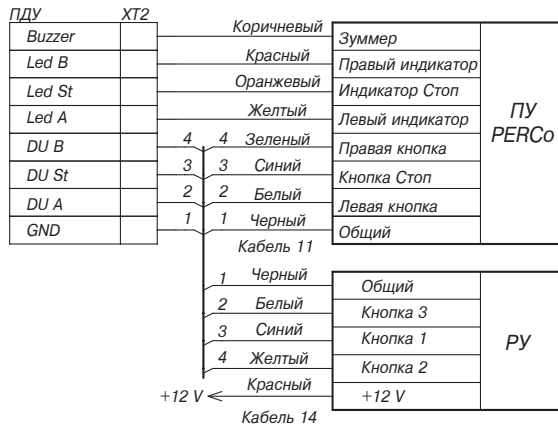 ПДУ XT2
Buzzer Коричневый Зуммер
Led B Красный Правый индикатор
Led St Оранжевый Индикатор Стоп
Led A Желтый Левый индикатор
DU B 4 4 Зеленый Правая кнопка
DU St 3 3 Синий Кнопка Стоп
DU A 2 2 Белый Левая кнопка
GND 1 1 Черный Общий
ПУ
PERCo
Кабель 11
1 Черный Общий
2 Белый Кнопка 3
3 Синий Кнопка 1
4 Желтый Кнопка 2
+12 V Красный +12 V
РУ
Кабель 14